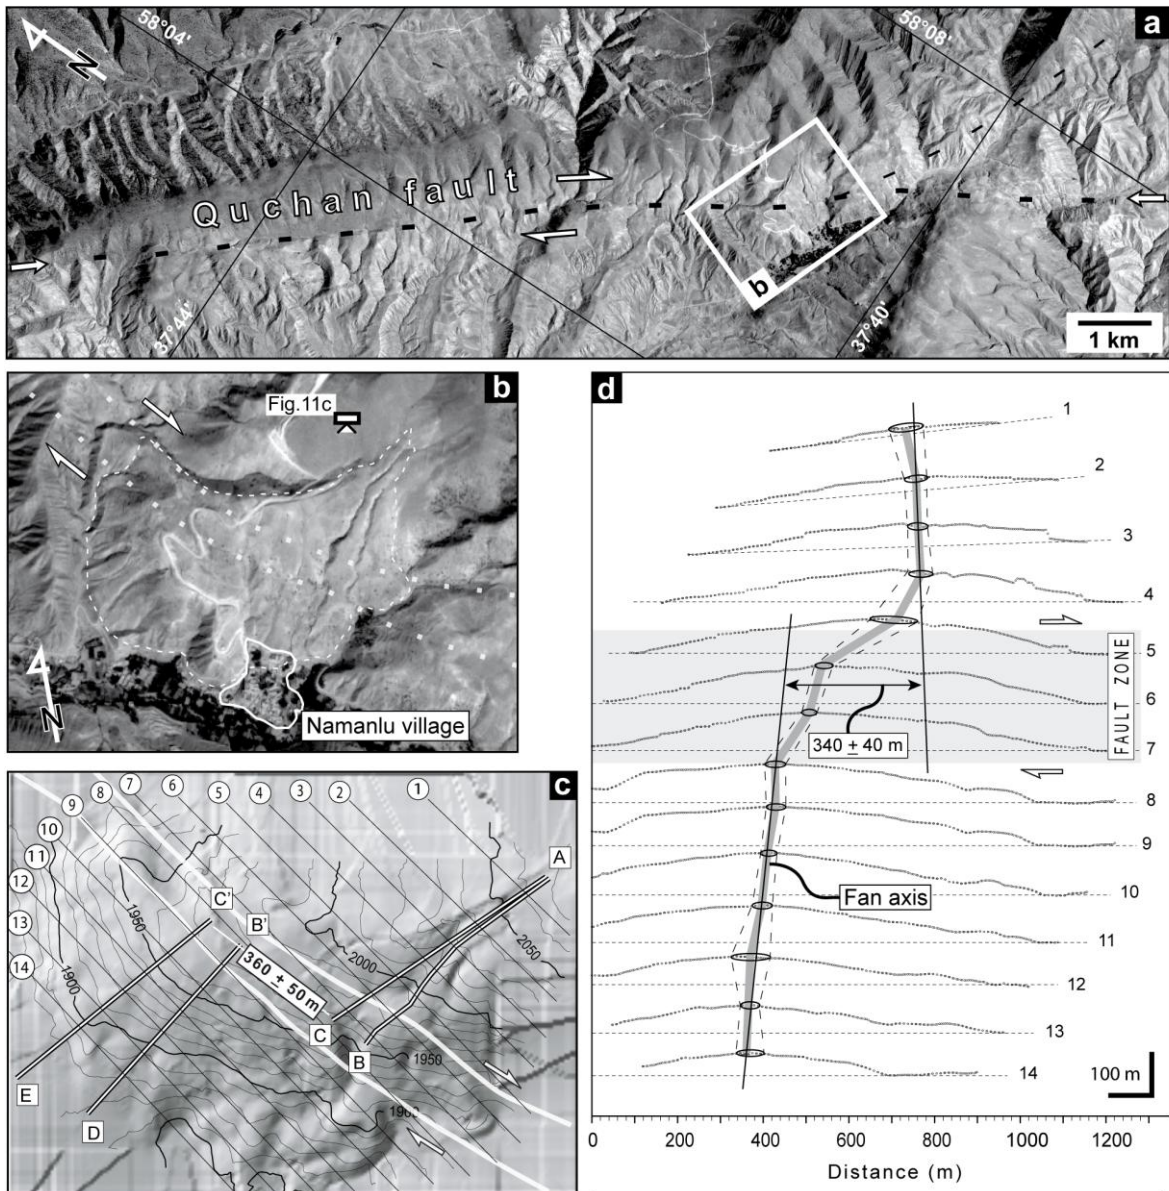 a
N
58°04'
58°08'
Quchan fault
b
37°44'
37°40'
1 km
b
Fig.11c
N
Namanlu village
c
1
2
3
4
5
6
7
8
9
10
11
12
13
14
A
C'
B'
1950
1900
2000
2050
360 ± 50 m
C
B
1950
1900
E
D
d
1
2
3
4
5
6
7
8
9
10
11
12
13
14
FAULT ZONE
340 ± 40 m
Fan axis
100 m
0 200 400 600 800 1000 1200
Distance (m)